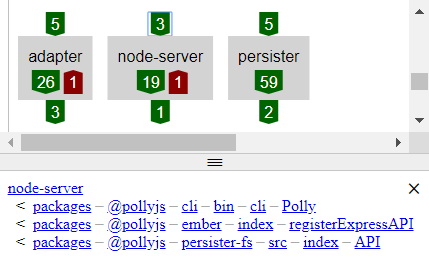 5 3 5
adapter node-server persister
26 1 19 1 59
3 1 2
node-server ×
< packages – @pollyjs – cli – bin – cli – Polly
< packages – @pollyjs – ember – index – registerExpressAPI
< packages – @pollyjs – persister-fs – src – index – API